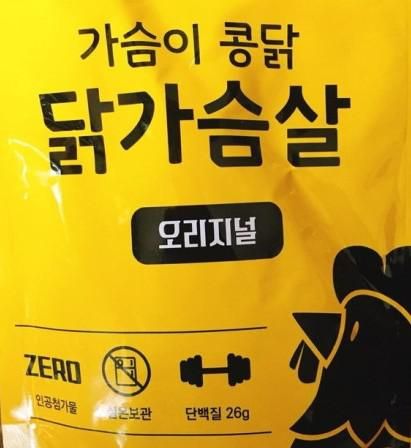 가슴이 콩닭
닭가슴살
오리지널
ZERO
인공첨가물
실온보관
단백질 26g